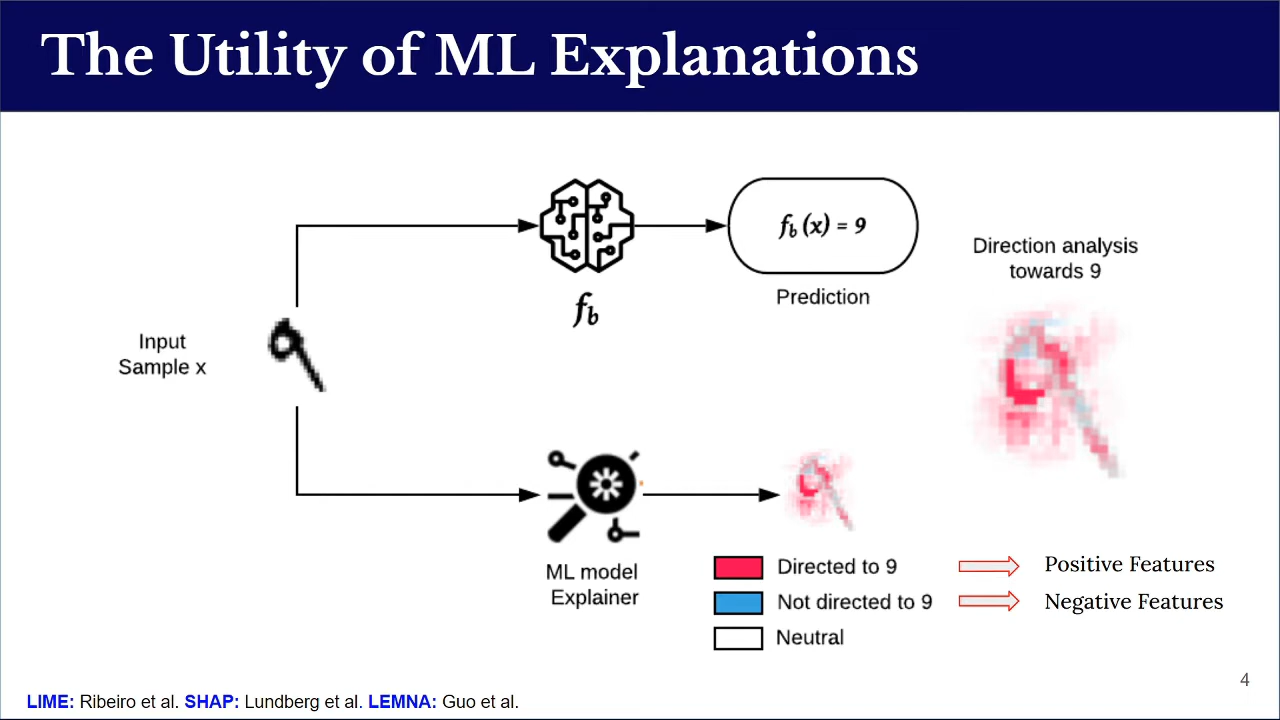 The Utility of ML Explanations
Input
Sample x
f_b
f_b (x) = 9
Prediction
Direction analysis
towards 9
ML model
Explainer
Directed to 9
Positive Features
Not directed to 9
Negative Features
Neutral
4
LIME: Ribeiro et al. SHAP: Lundberg et al. LEMNA: Guo et al.